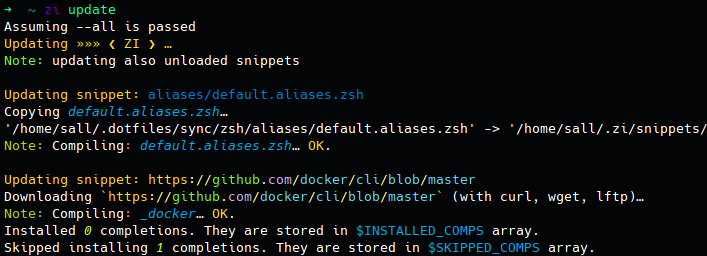 ➜  ~ zi update
Assuming --all is passed
Updating »»» ❮ ZI ❯ …
Note: updating also unloaded snippets
Updating snippet: aliases/default.aliases.zsh
Copying default.aliases.zsh…
'/home/sall/.dotfiles/sync/zsh/aliases/default.aliases.zsh' -> '/home/sall/.zi/snippets/
Note: Compiling: default.aliases.zsh… OK.
Updating snippet: https://github.com/docker/cli/blob/master
Downloading `https://github.com/docker/cli/blob/master` (with curl, wget, lftp)…
Note: Compiling: _docker… OK.
Installed 0 completions. They are stored in $INSTALLED_COMPS array.
Skipped installing 1 completions. They are stored in $SKIPPED_COMPS array.